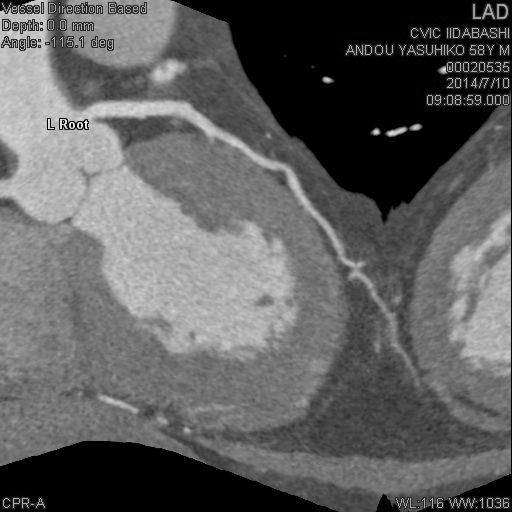 Vessel Direction Based
Depth: 0.0 mm
Angle: -115.1 deg
LAD
CVIC IIDABASHI
ANDOU YASUHIKO 58Y M
00020535
2014/7/10
09:08:59.000
L Root
CPR-A
WL:116 WW:1036